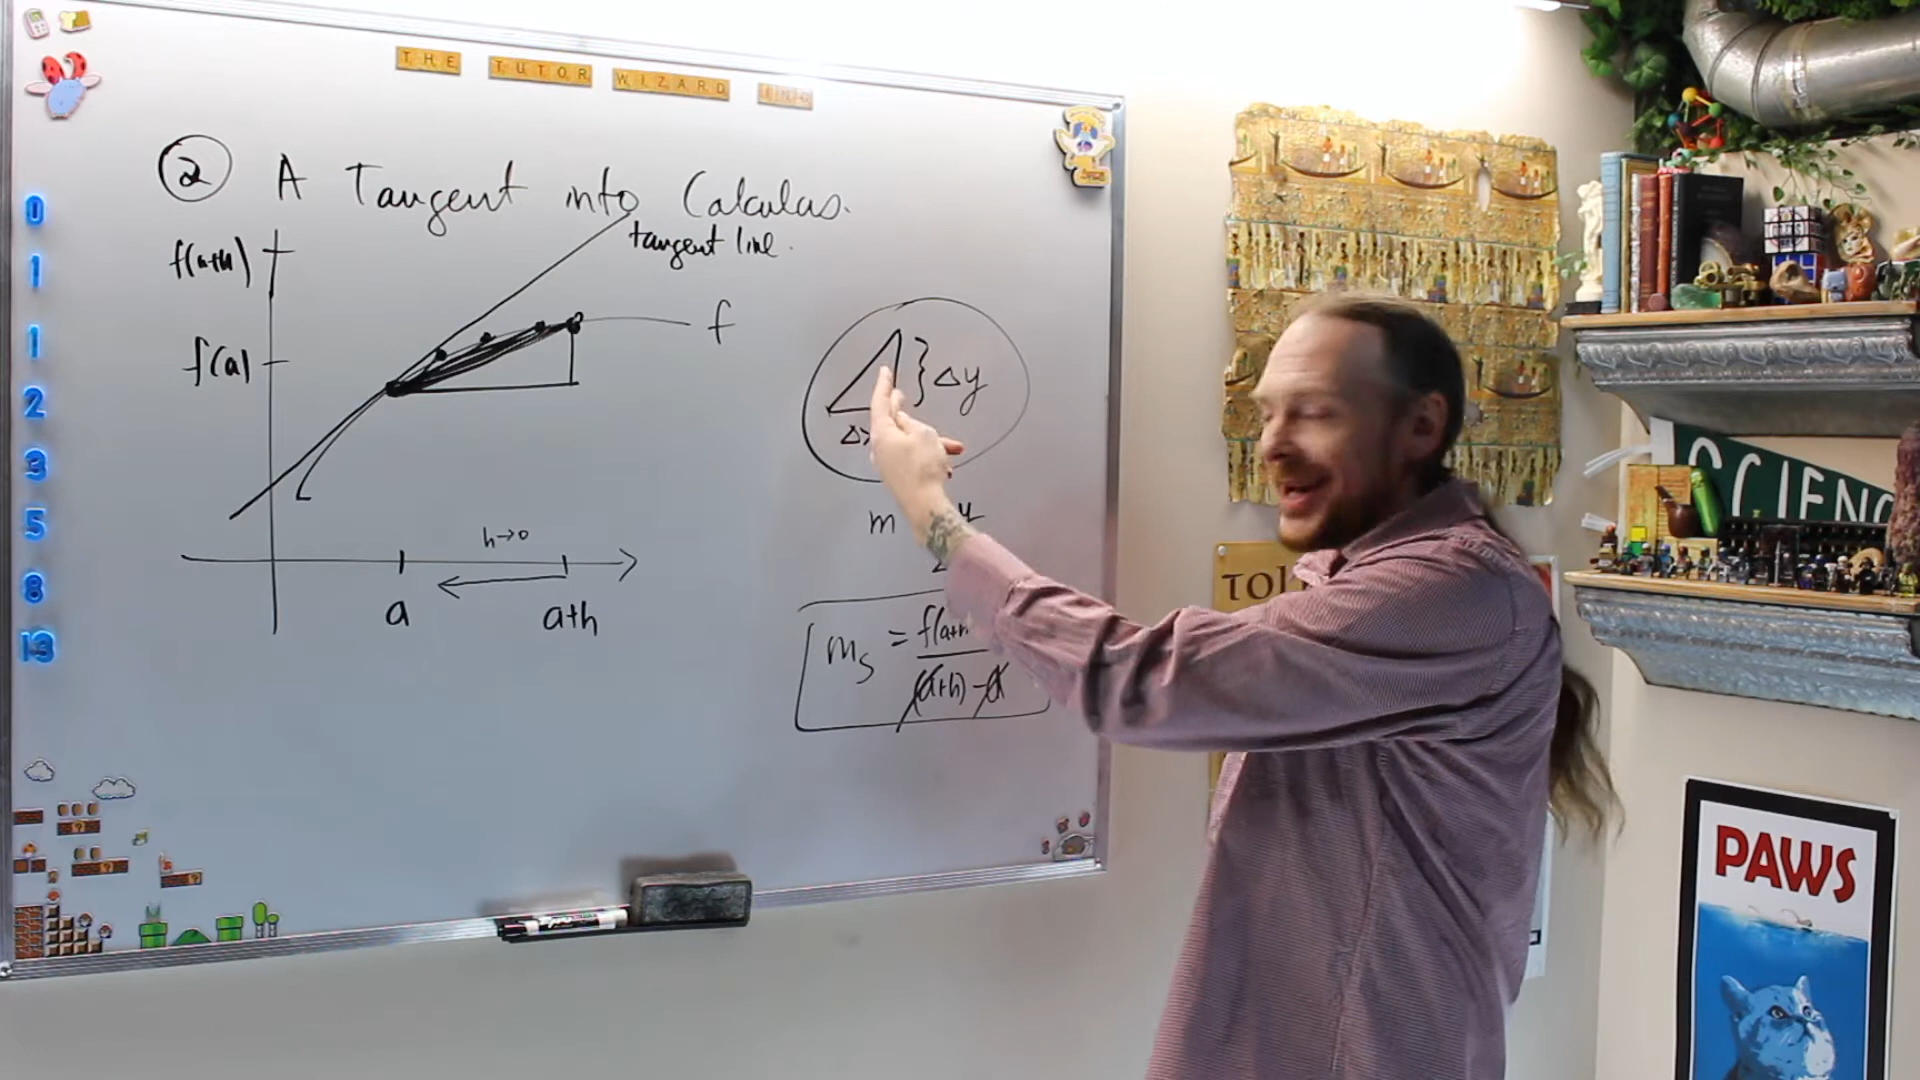 THE TUTOR WIZARD
② A Tangent into Calculus.
tangent line.
f(a+h)
f(a)
f
Δy
m
h→0
a
a+h
m_s = f(a+h
(a+h) - a
0
1
1
2
3
5
8
13
SCIENC
TOL
PAWS